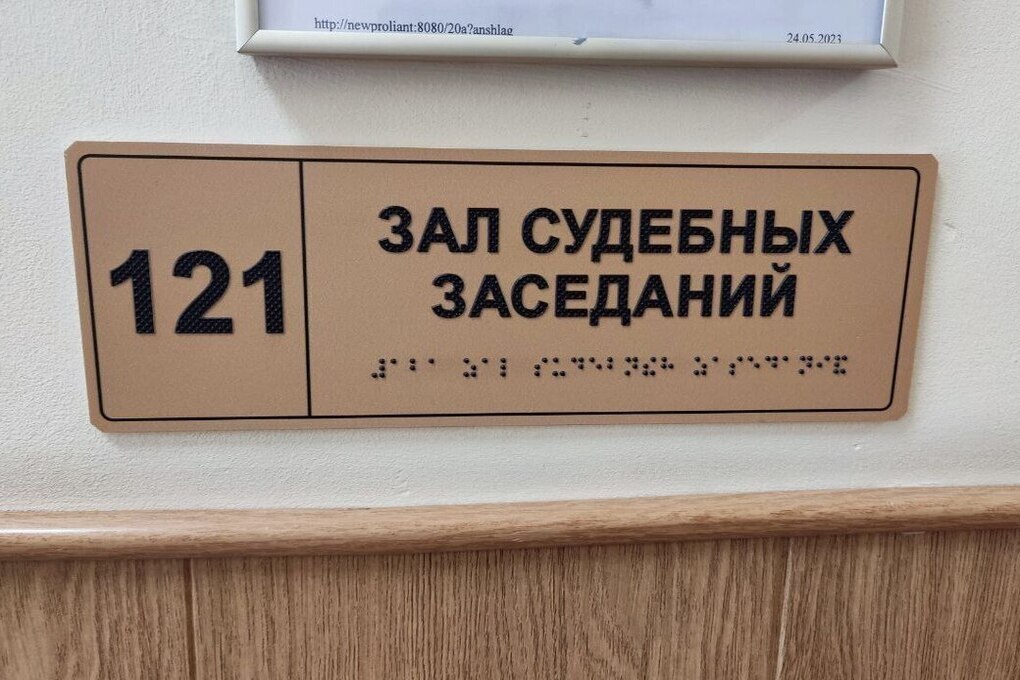 http://newproliant:8080/20a?anshlag
24.05.2023
121
ЗАЛ СУДЕБНЫХ
ЗАСЕДАНИЙ